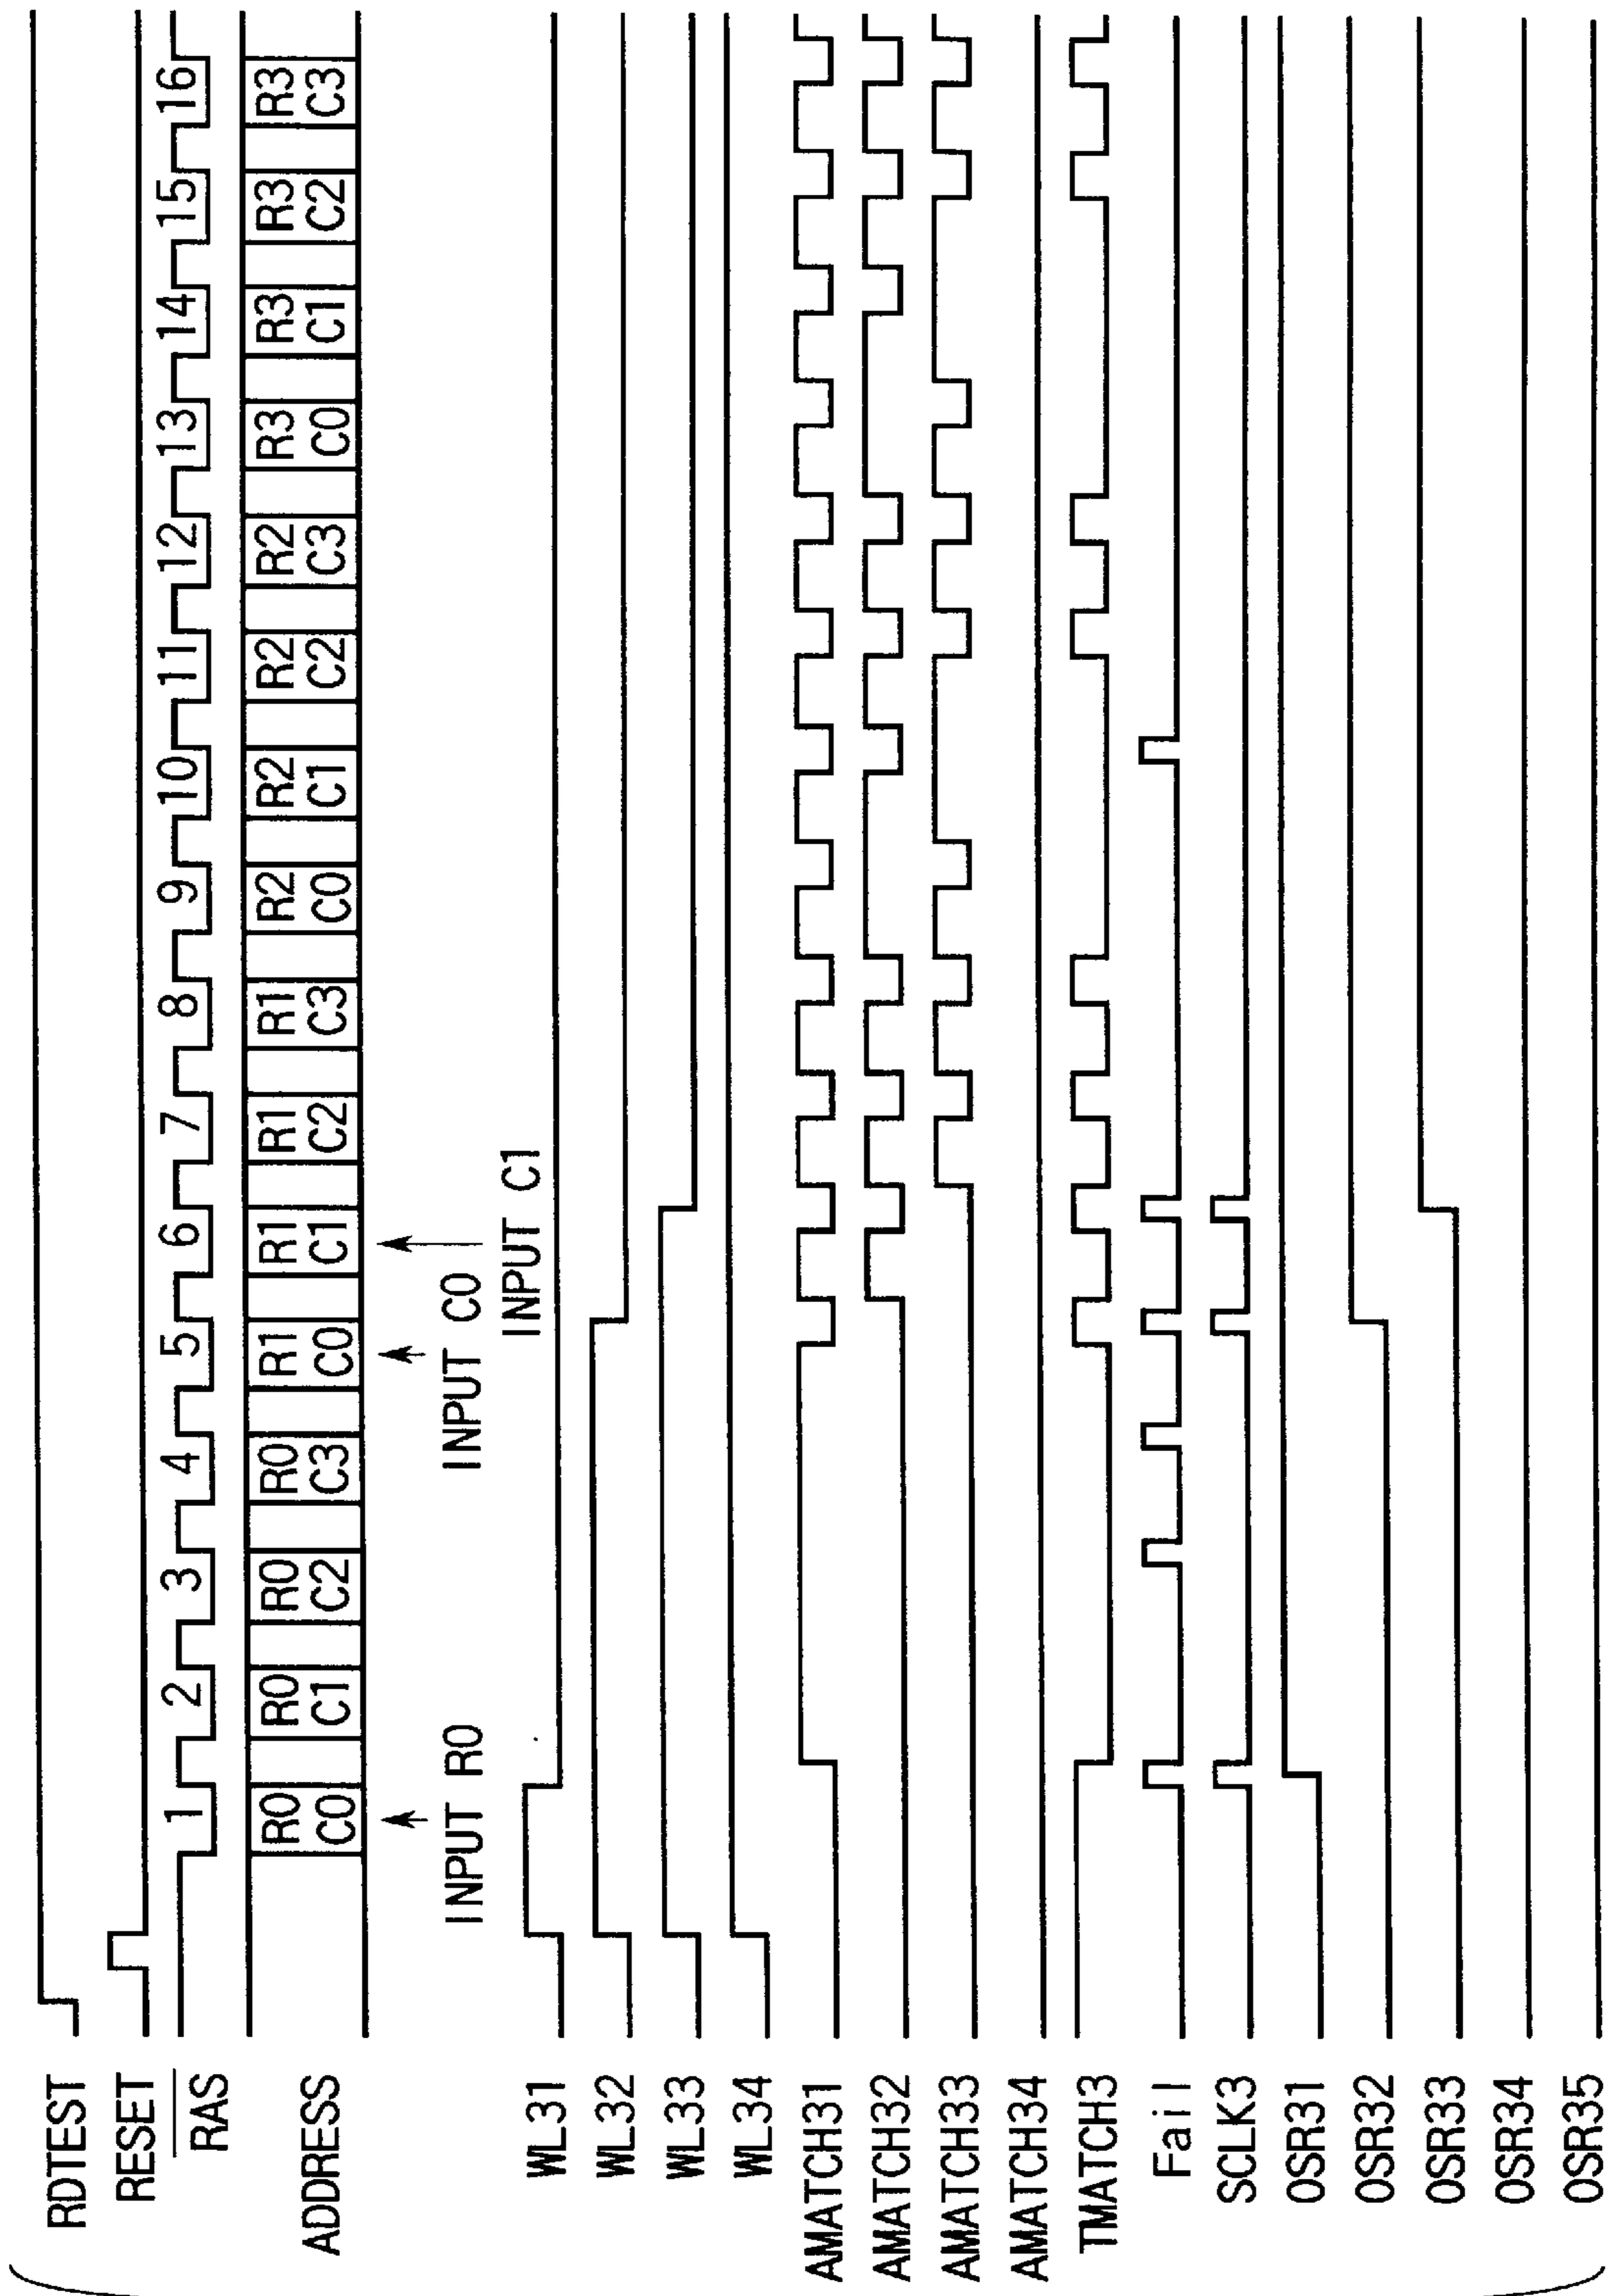 RDTEST
RESET
RAS
1 2 3 4 5 6 7 8 9 10 11 12 13 14 15 16
ADDRESS
R0 R0 R0 R0 R1 R1 R1 R1 R2 R2 R2 R2 R3 R3 R3 R3
C0 C1 C2 C3 C0 C1 C2 C3 C0 C1 C2 C3 C0 C1 C2 C3
INPUT R0
INPUT C0
INPUT C1
WL31
WL32
WL33
WL34
AMATCH31
AMATCH32
AMATCH33
AMATCH34
TMATCH3
Fail
SCLK3
OSR31
OSR32
OSR33
OSR34
OSR35